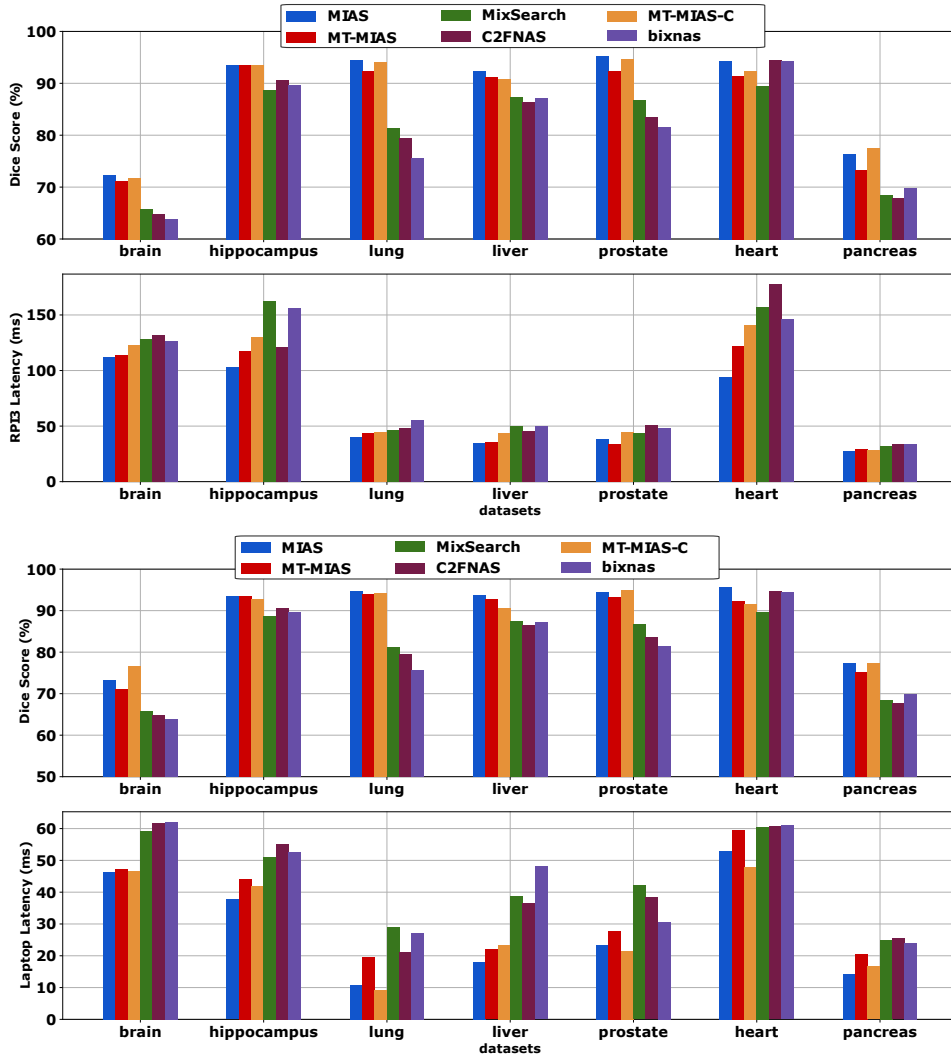 MIAS MixSearch MT-MIAS-C
MT-MIAS C2FNAS bixnas
Dice Score (%)
100
90
80
70
60
brain hippocampus lung liver prostate heart pancreas
RPI3 Latency (ms)
150
100
50
0
brain hippocampus lung liver prostate heart pancreas
datasets
MIAS MixSearch MT-MIAS-C
MT-MIAS C2FNAS bixnas
Dice Score (%)
100
90
80
70
60
50
brain hippocampus lung liver prostate heart pancreas
Laptop Latency (ms)
60
50
40
30
20
10
0
brain hippocampus lung liver prostate heart pancreas
datasets